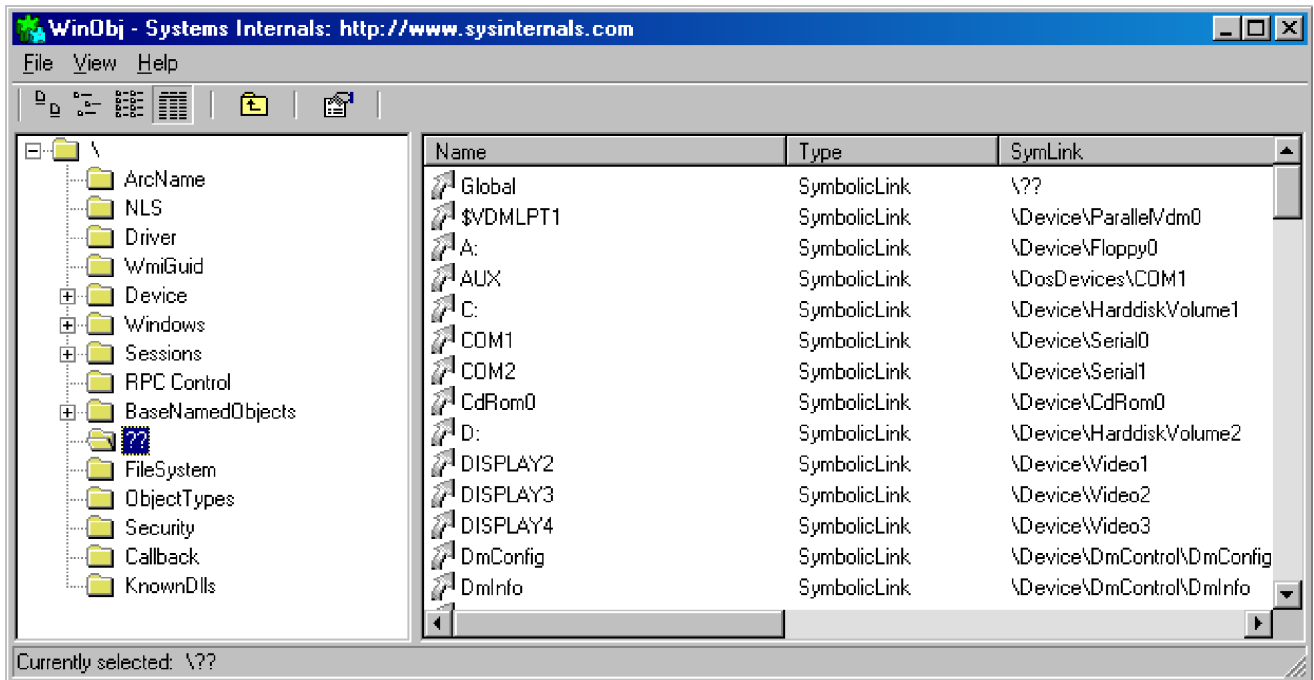 WinObj - Systems Internals: http://www.sysinternals.com
File View Help
\
ArcName
NLS
Driver
WmiGuid
Device
Windows
Sessions
RPC Control
BaseNamedObjects
??
FileSystem
ObjectTypes
Security
Callback
KnownDlls
Name Type SymLink
Global SymbolicLink \??
$VDMLPT1 SymbolicLink \Device\ParallelVdm0
A: SymbolicLink \Device\Floppy0
AUX SymbolicLink \DosDevices\COM1
C: SymbolicLink \Device\HarddiskVolume1
COM1 SymbolicLink \Device\Serial0
COM2 SymbolicLink \Device\Serial1
CdRom0 SymbolicLink \Device\CdRom0
D: SymbolicLink \Device\HarddiskVolume2
DISPLAY2 SymbolicLink \Device\Video1
DISPLAY3 SymbolicLink \Device\Video2
DISPLAY4 SymbolicLink \Device\Video3
DmConfig SymbolicLink \Device\DmControl\DmConfig
DmInfo SymbolicLink \Device\DmControl\DmInfo
Currently selected: \??